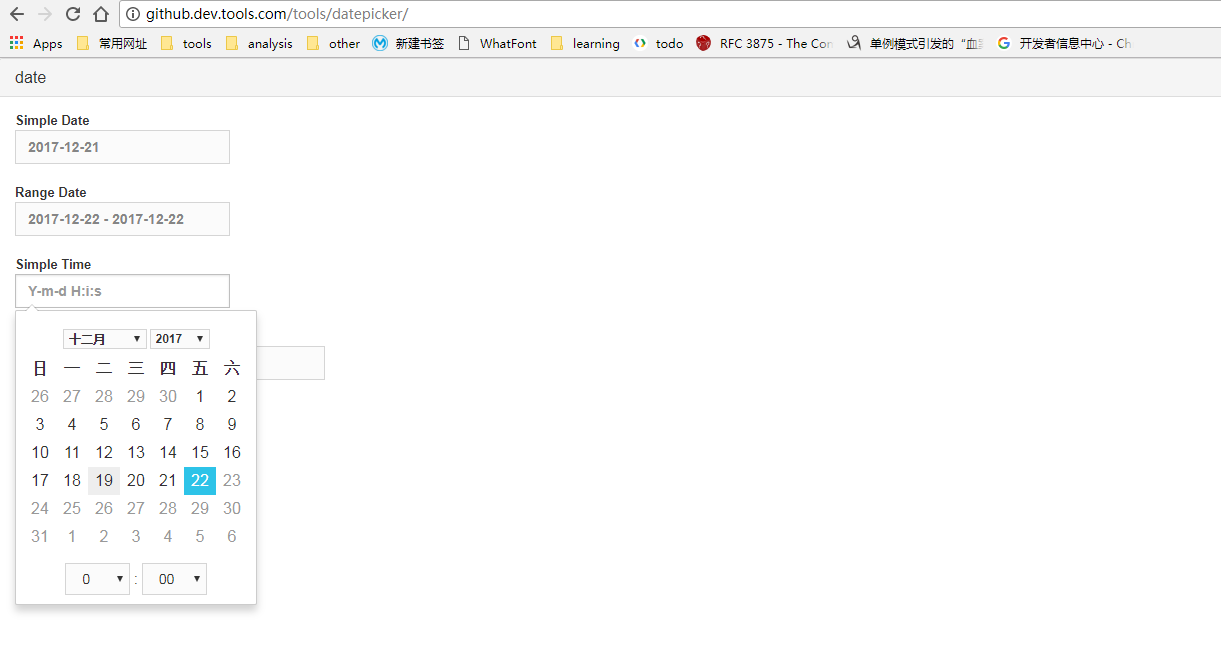 github.dev.tools.com/tools/datepicker/
Apps 常用网址 tools analysis other 新建书签 WhatFont learning todo RFC 3875 - The Con 单例模式引发的“血 开发者信息中心 - Ch
date
Simple Date
2017-12-21
Range Date
2017-12-22 - 2017-12-22
Simple Time
Y-m-d H:i:s
十二月 2017
日 一 二 三 四 五 六
26 27 28 29 30 1 2
3 4 5 6 7 8 9
10 11 12 13 14 15 16
17 18 19 20 21 22 23
24 25 26 27 28 29 30
31 1 2 3 4 5 6
0 : 00